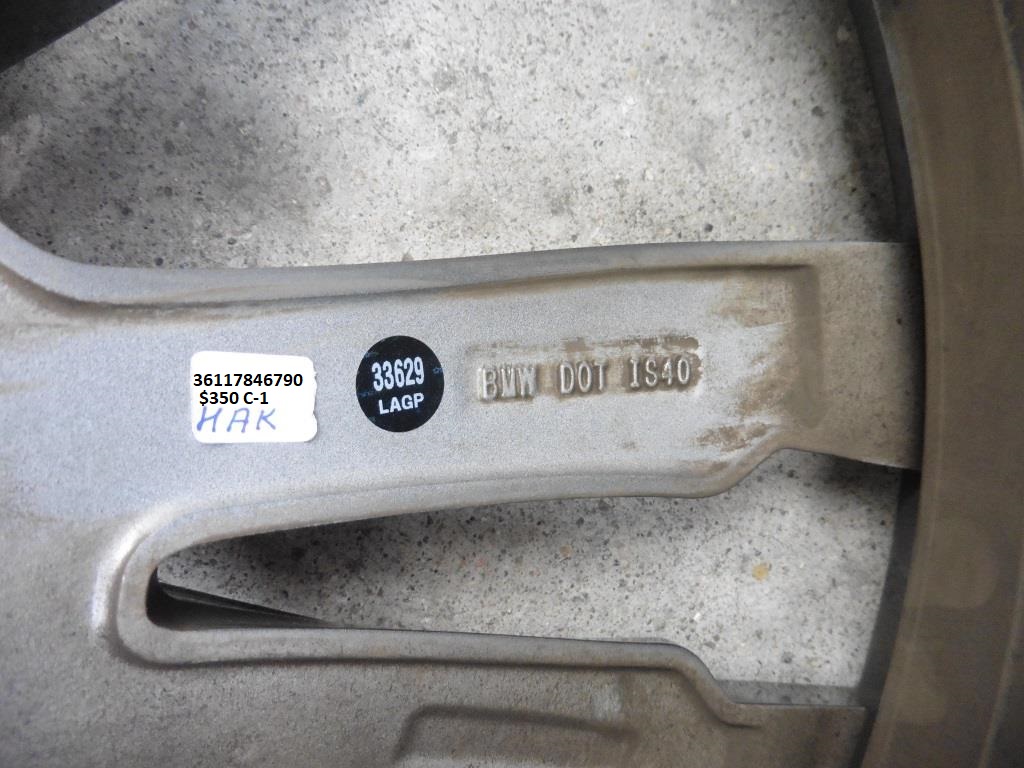 36117846790
$350 C-1
HAK
33629
LAGP
BMW DOT IS40